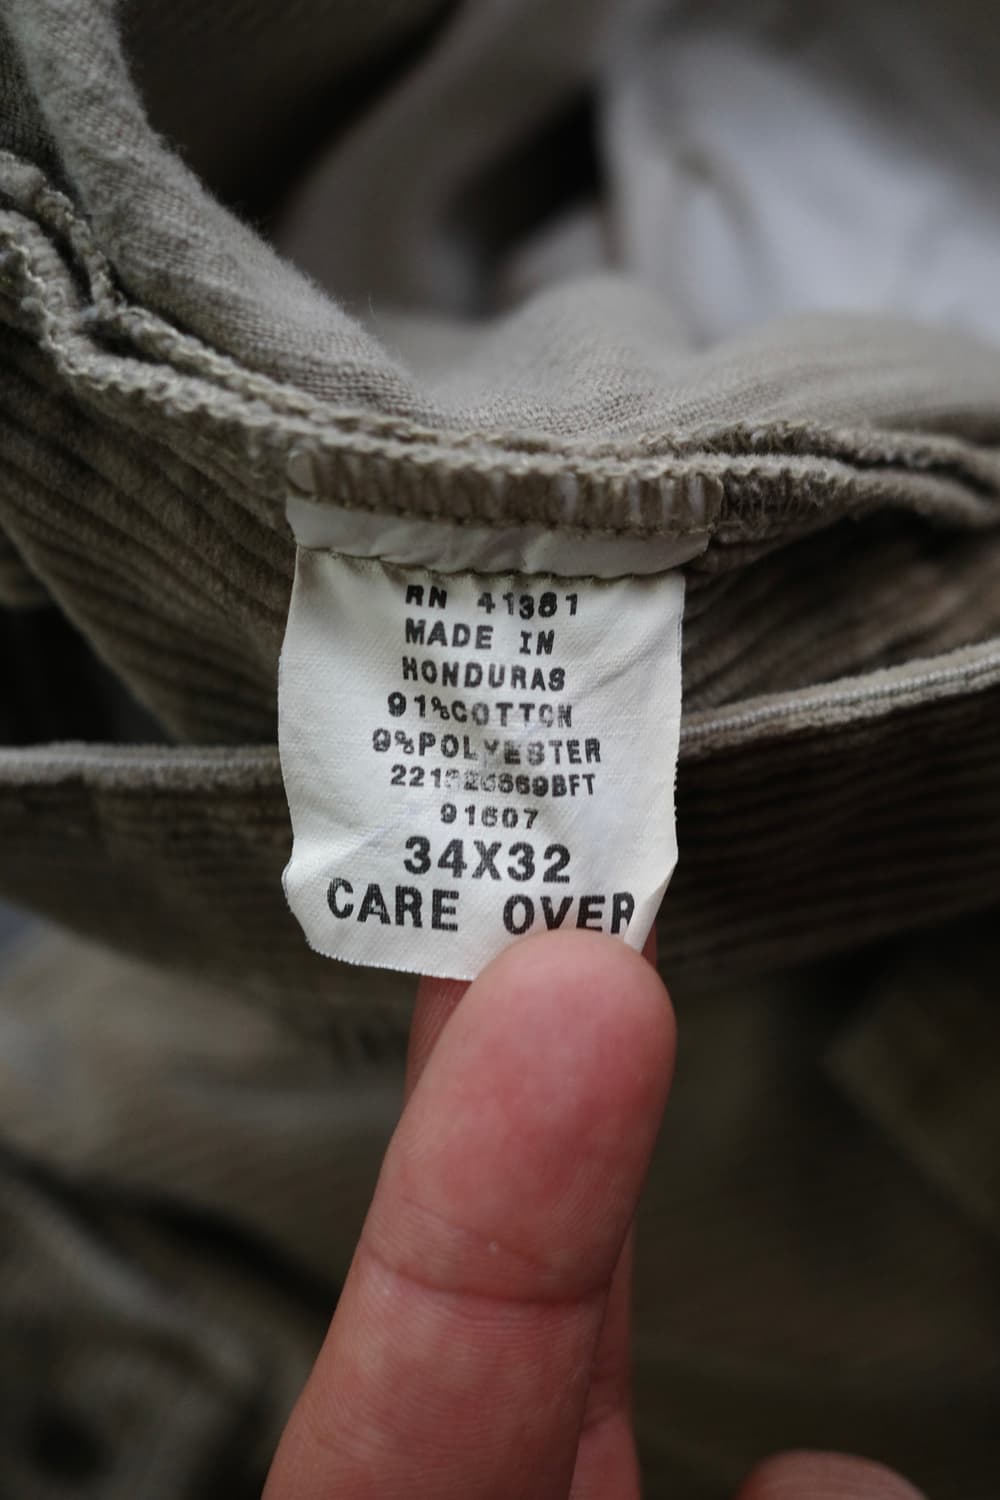 RN 41381
MADE IN
HONDURAS
91%COTTON
9%POLYESTER
91607
34X32
CARE OVER